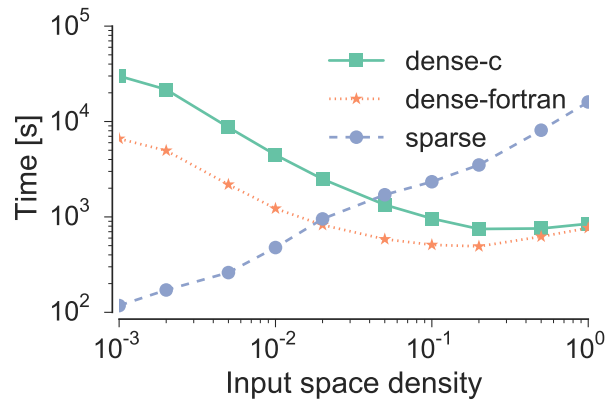 10^5
10^4
10^3
10^2
Time [s]
dense-c
dense-fortran
sparse
10^-3
10^-2
10^-1
10^0
Input space density